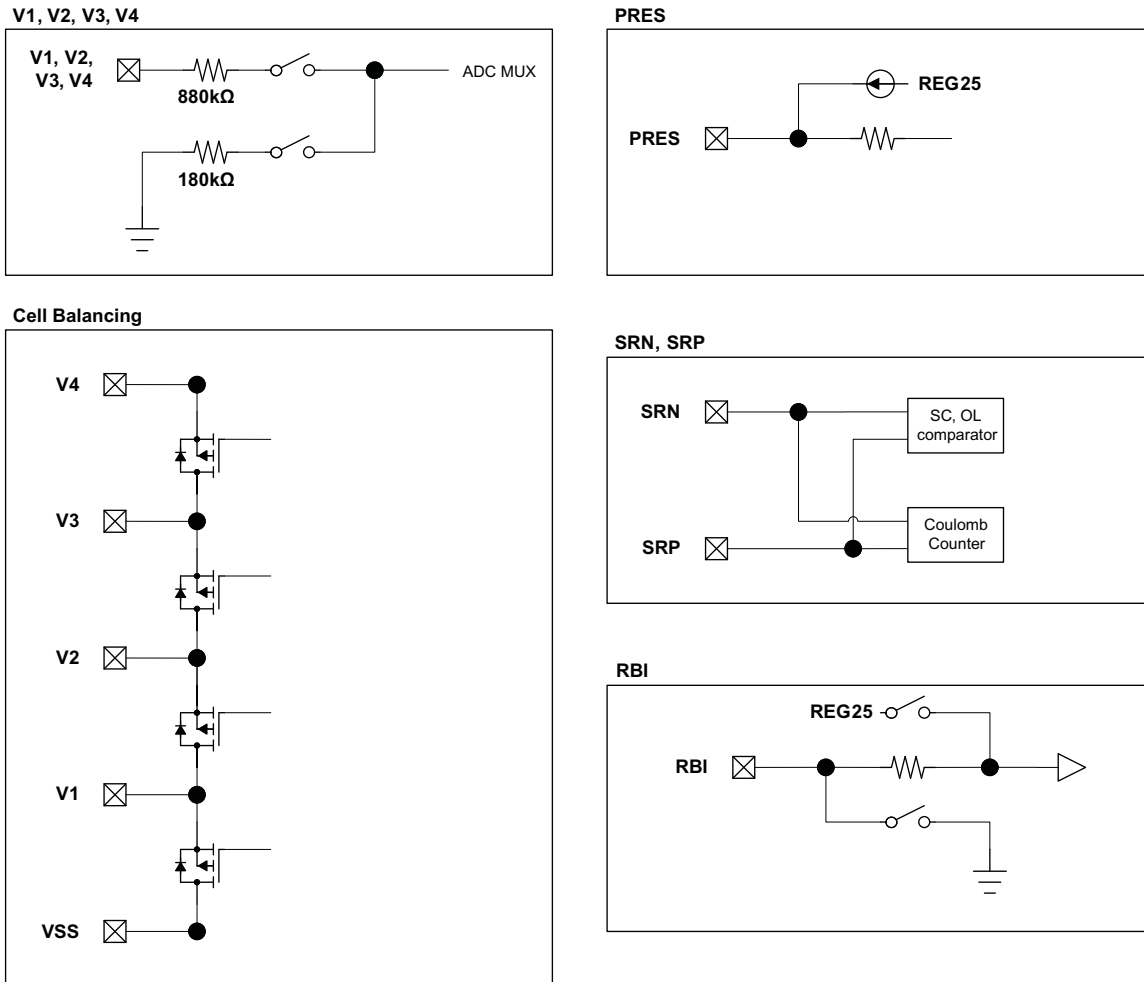 V1, V2, V3, V4
V1, V2,
V3, V4
880kΩ
ADC MUX
180kΩ
PRES
REG25
PRES
Cell Balancing
V4
V3
V2
V1
VSS
SRN, SRP
SRN
SC, OL
comparator
SRP
Coulomb
Counter
RBI
REG25
RBI